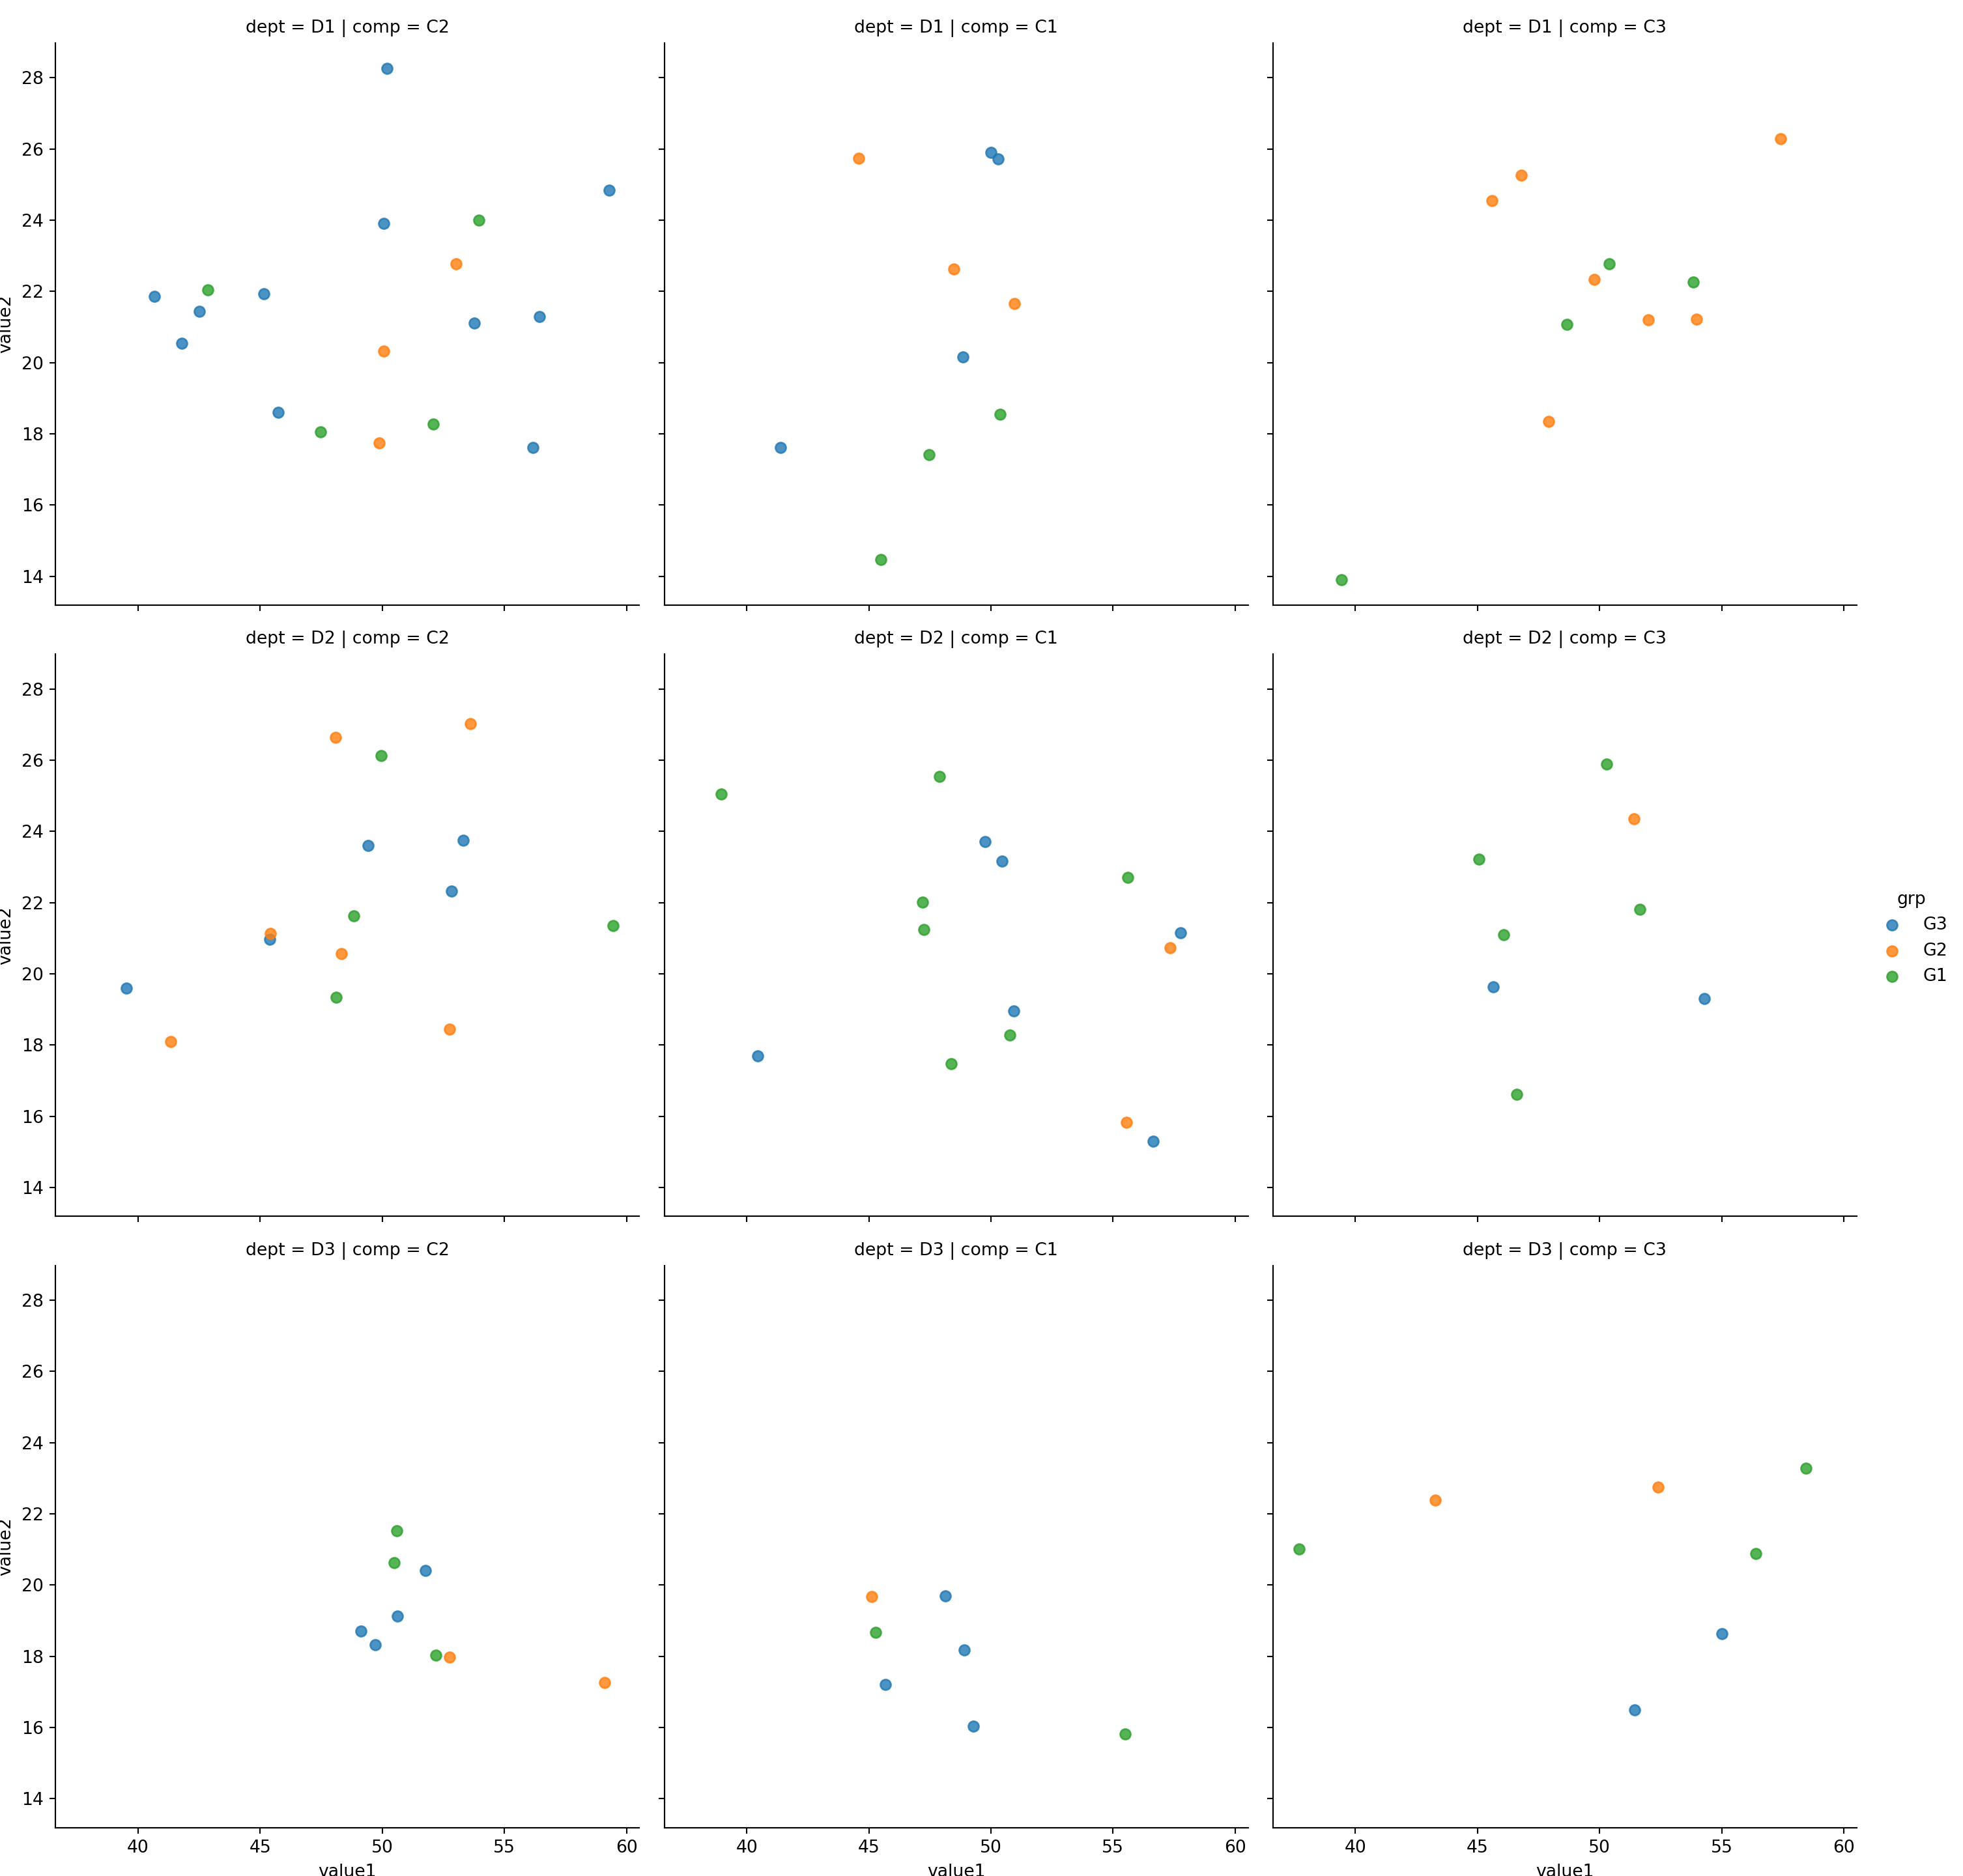 dept = D1 | comp = C2
dept = D1 | comp = C1
dept = D1 | comp = C3
28
26
24
22
20
18
16
14
value2
dept = D2 | comp = C2
dept = D2 | comp = C1
dept = D2 | comp = C3
28
26
24
22
20
18
16
14
value2
grp
G3
G2
G1
dept = D3 | comp = C2
dept = D3 | comp = C1
dept = D3 | comp = C3
28
26
24
22
20
18
16
14
value2
40 45 50 55 60
40 45 50 55 60
40 45 50 55 60
value1
value1
value1